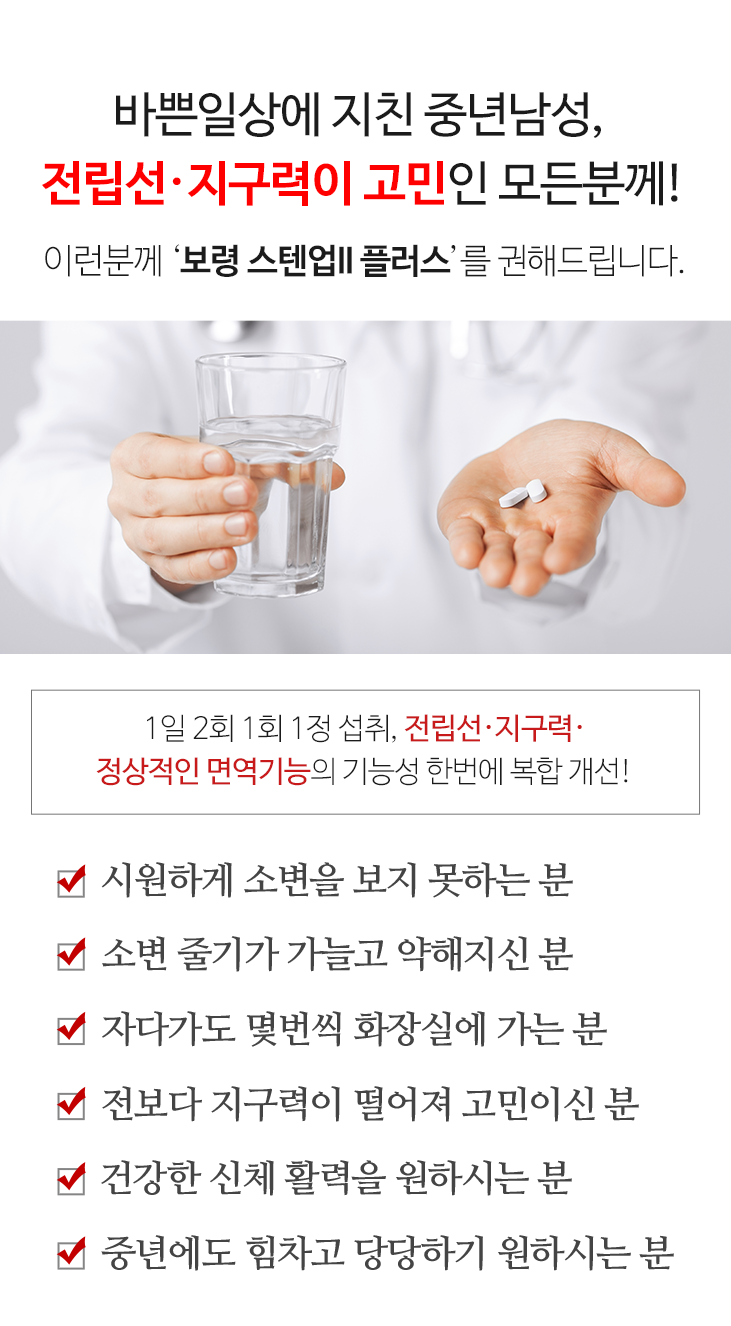 바쁜일상에 지친 중년남성,
전립선·지구력이 고민인 모든분께!
이런분께 ‘보령 스텐업II 플러스’를 권해드립니다.
1일 2회 1회 1정 섭취, 전립선·지구력·
정상적인 면역기능의 기능성 한번에 복합 개선!
시원하게 소변을 보지 못하는 분
소변 줄기가 가늘고 약해지신 분
자다가도 몇번씩 화장실에 가는 분
전보다 지구력이 떨어져 고민이신 분
건강한 신체 활력을 원하시는 분
중년에도 힘차고 당당하기 원하시는 분